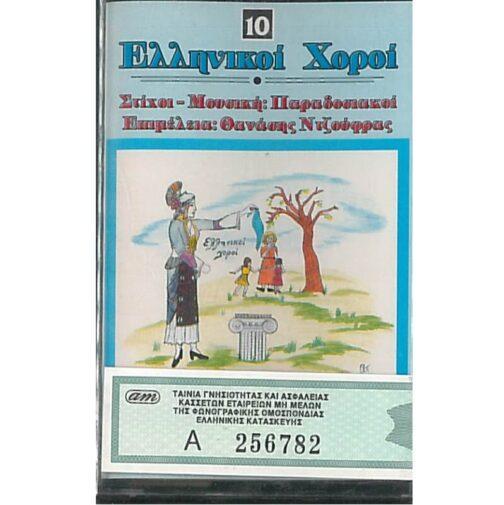 10
Ελληνικοί Χοροί
Στίχοι - Μουσική: Παραδοσιακοί
Επιμέλεια: Θανάσης Ντζούφρας
Ελληνικοί
χοροί
am
ΤΑΙΝΙΑ ΓΝΗΣΙΟΤΗΤΑΣ ΚΑΙ ΑΣΦΑΛΕΙΑΣ
ΚΑΣΣΕΤΩΝ ΕΤΑΙΡΕΙΩΝ ΜΗ ΜΕΛΩΝ
ΤΗΣ ΦΩΝΟΓΡΑΦΙΚΗΣ ΟΜΟΣΠΟΝΔΙΑΣ
ΕΛΛΗΝΙΚΗΣ ΚΑΤΑΣΚΕΥΗΣ
Α 256782